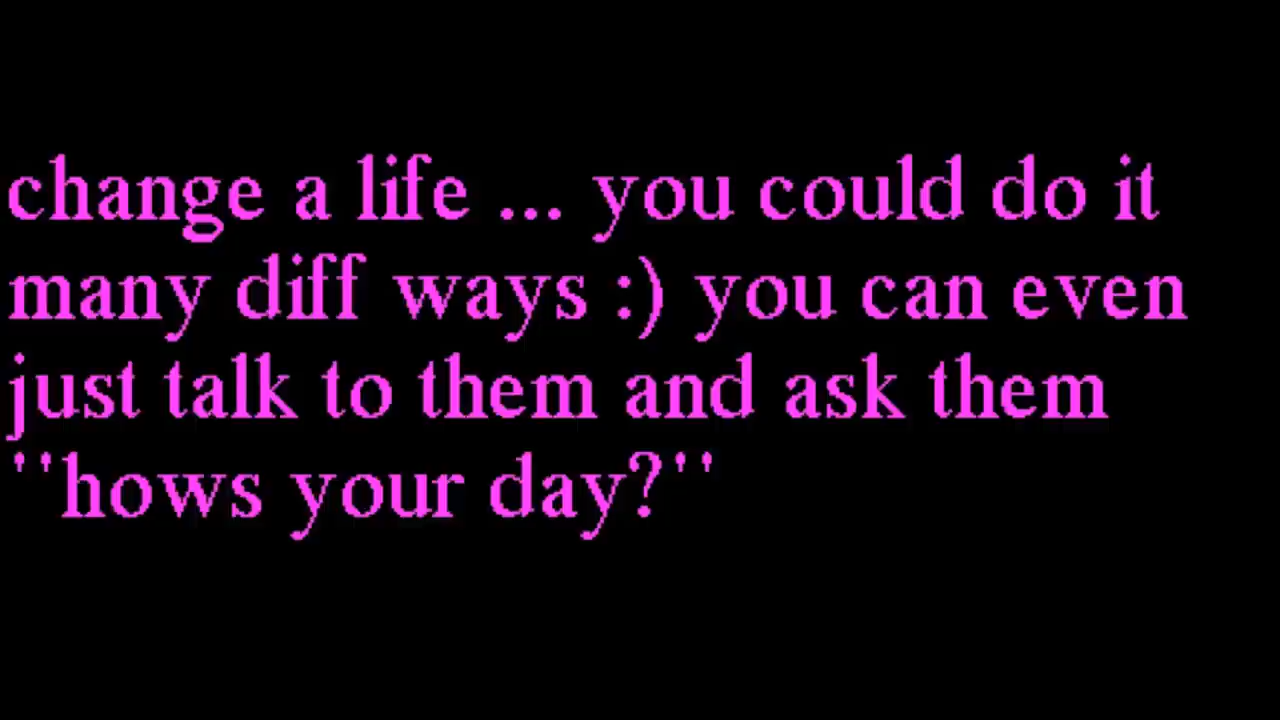 change a life ... you could do it
many diff ways :) you can even
just talk to them and ask them
''hows your day?''